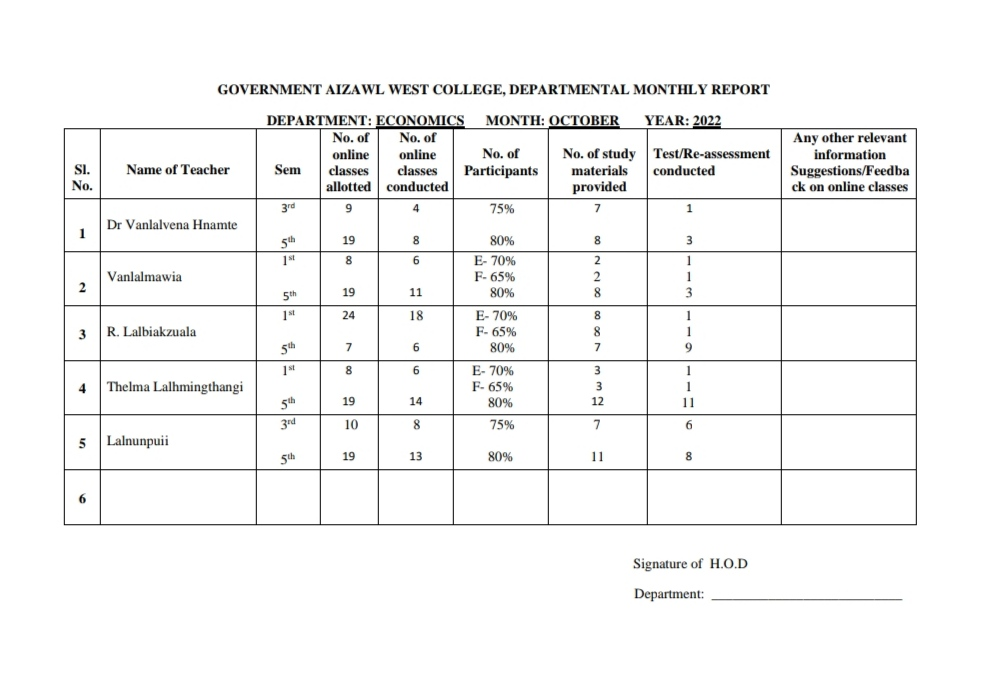 GOVERNMENT AIZAWL WEST COLLEGE, DEPARTMENTAL MONTHLY REPORT
DEPARTMENT: ECONOMICS MONTH: OCTOBER YEAR: 2022
Sl. No. Name of Teacher Sem No. of online classes allotted No. of online classes conducted No. of Participants No. of study materials provided Test/Re-assessment conducted Any other relevant information Suggestions/Feedba ck on online classes
1 Dr Vanlalvena Hnamte
3rd 9 4 75% 7 1
5th 19 8 80% 8 3
2 Vanlalmawia
1st 8 6 E- 70% 2 1
F- 65% 2 1
5th 19 11 80% 8 3
3 R. Lalbiakzuala
1st 24 18 E- 70% 8 1
F- 65% 8 1
5th 7 6 80% 7 9
4 Thelma Lalhmingthangi
1st 8 6 E- 70% 3 1
F- 65% 3 1
5th 19 14 80% 12 11
5 Lalnunpuii
3rd 10 8 75% 7 6
5th 19 13 80% 11 8
6
Signature of H.O.D
Department: ____________________________